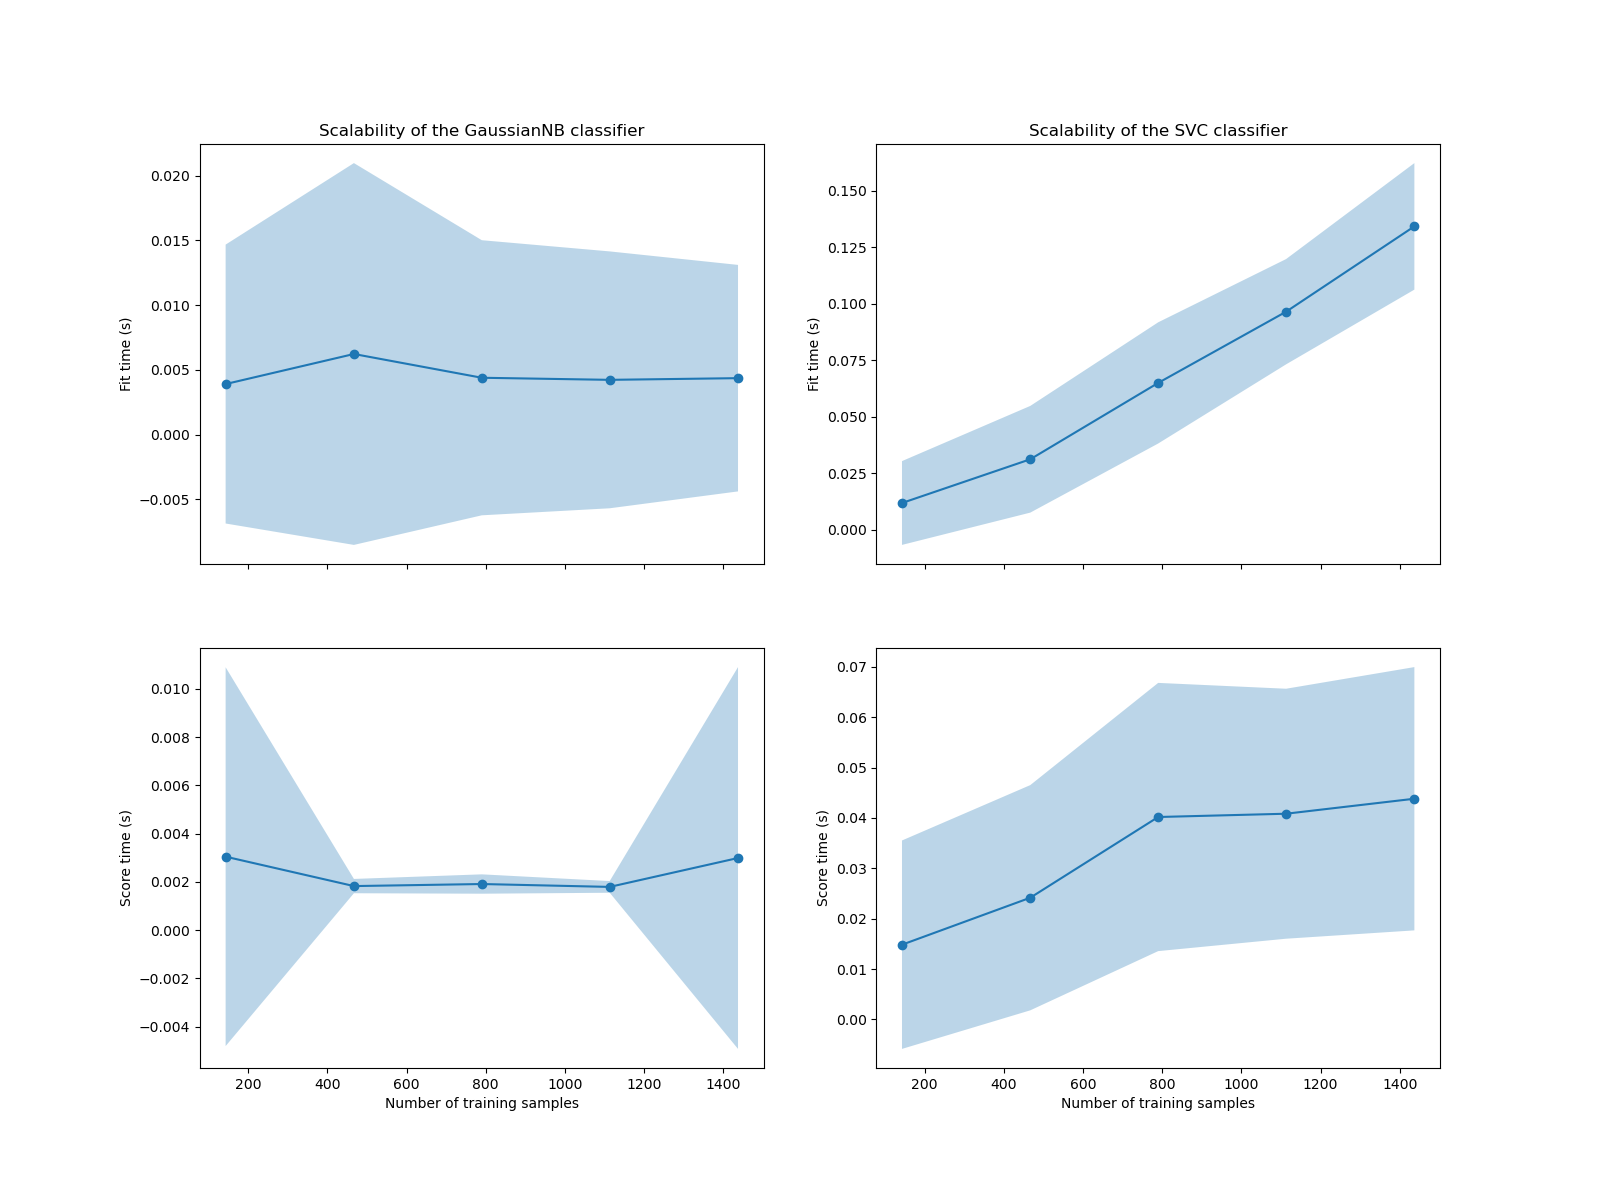 Scalability of the GaussianNB classifier
0.020
0.015
0.010
0.005
0.000
−0.005
Fit time (s)
Scalability of the SVC classifier
0.150
0.125
0.100
0.075
0.050
0.025
0.000
Fit time (s)
0.010
0.008
0.006
0.004
0.002
0.000
−0.002
−0.004
Score time (s)
200 400 600 800 1000 1200 1400
Number of training samples
0.07
0.06
0.05
0.04
0.03
0.02
0.01
0.00
Score time (s)
200 400 600 800 1000 1200 1400
Number of training samples